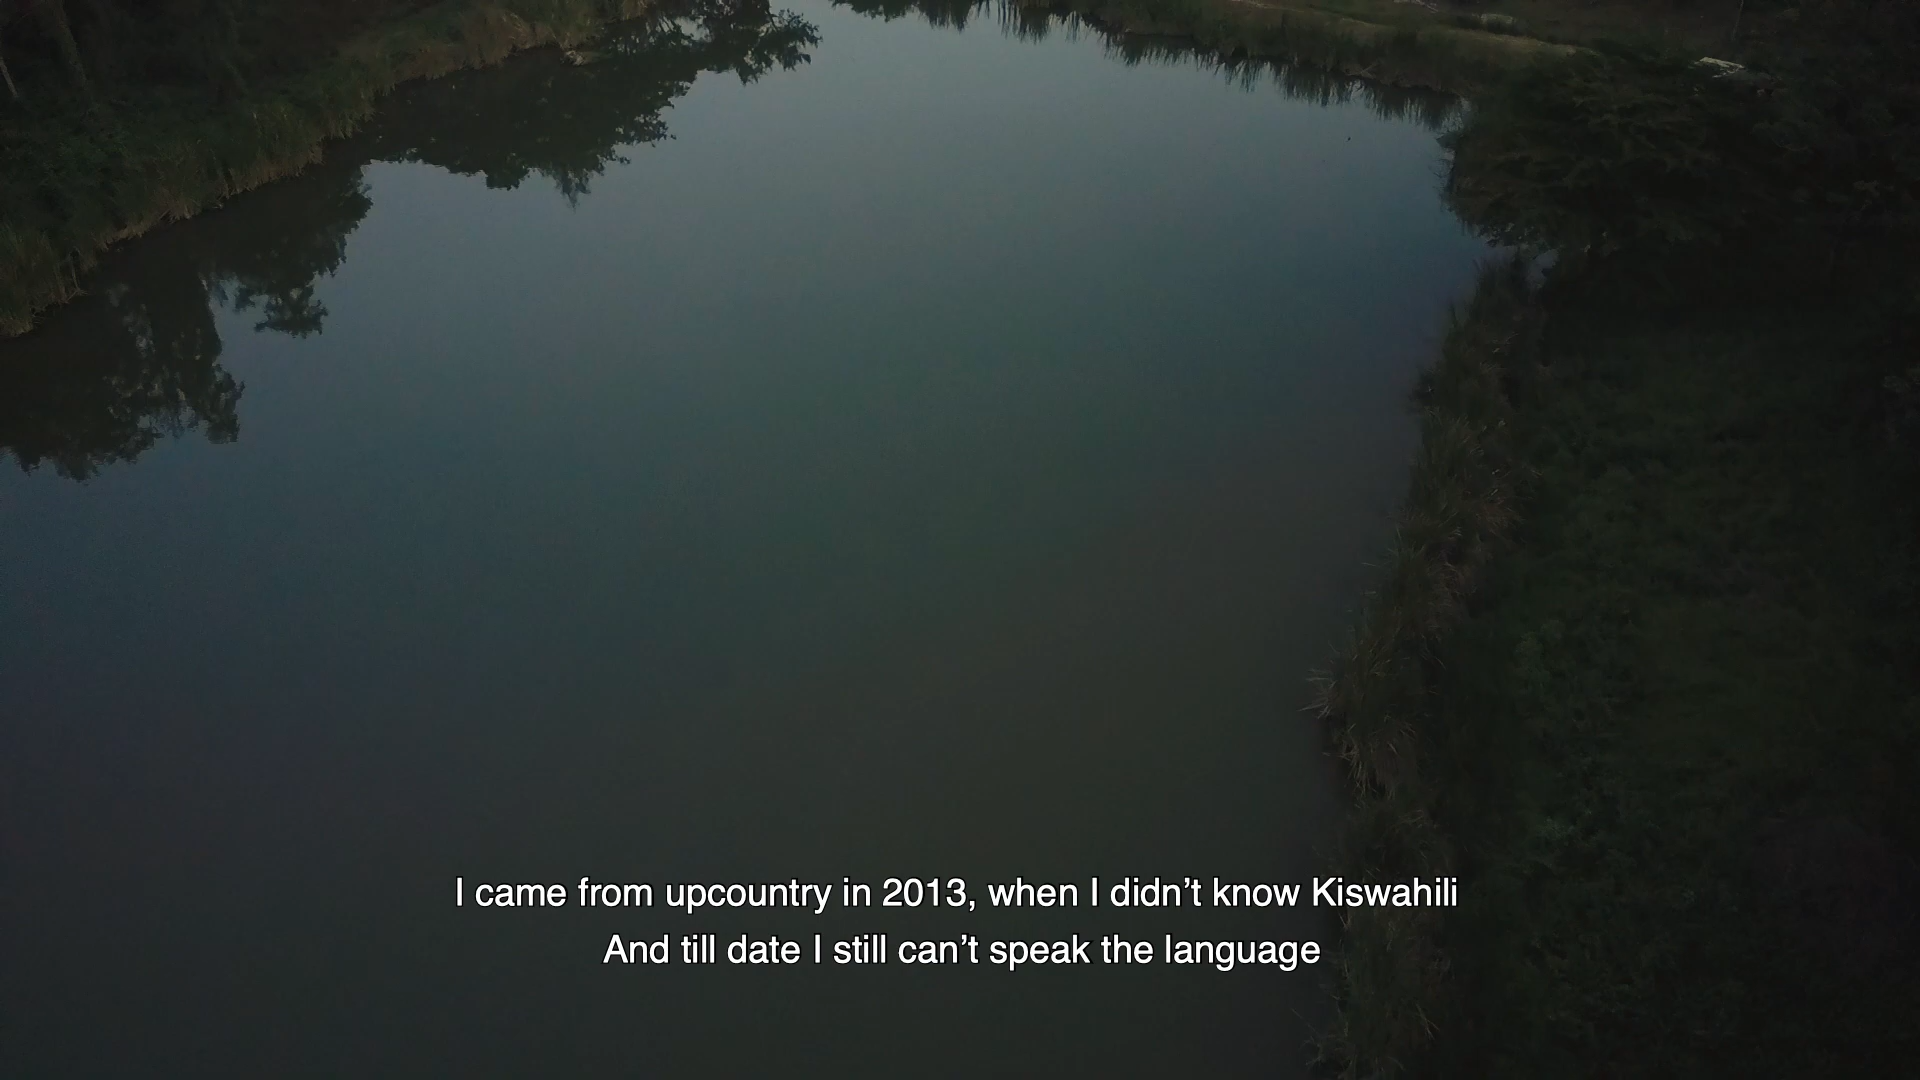 I came from upcountry in 2013, when I didn’t know Kiswahili
And till date I still can’t speak the language